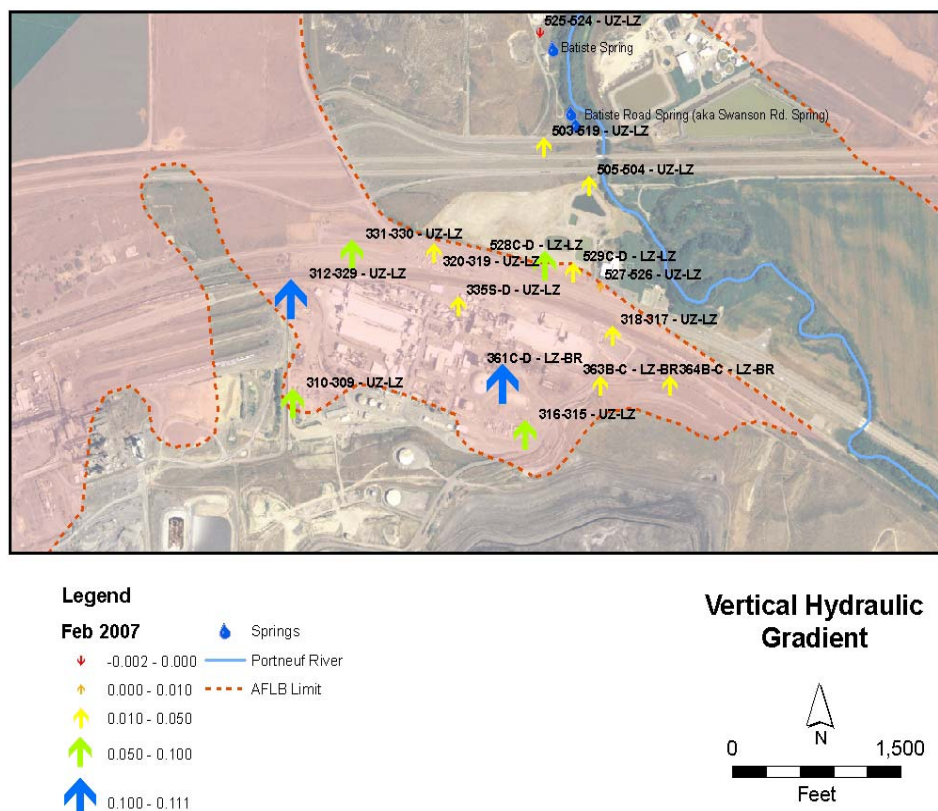 525-524 - UZ-LZ
Batiste Spring
Batiste Road Spring (aka Swanson Rd. Spring)
503-519 - UZ-LZ
505-504 - UZ-LZ
331-330 - UZ-LZ
528C-D - LZ-LZ
320-319 - UZ-LZ
529C-D - LZ-LZ
312-329 - UZ-LZ
527-526 - UZ-LZ
335S-D - UZ-LZ
318-317 - UZ-LZ
361C-D - LZ-BR
363B-C - LZ-BR
364B-C - LZ-BR
310-309 - UZ-LZ
316-315 - UZ-LZ
Legend
Feb 2007
-0.002 - 0.000
0.000 - 0.010
0.010 - 0.050
0.050 - 0.100
0.100 - 0.111
Springs
Portneuf River
AFLB Limit
Vertical Hydraulic
Gradient
N
0 1,500
Feet